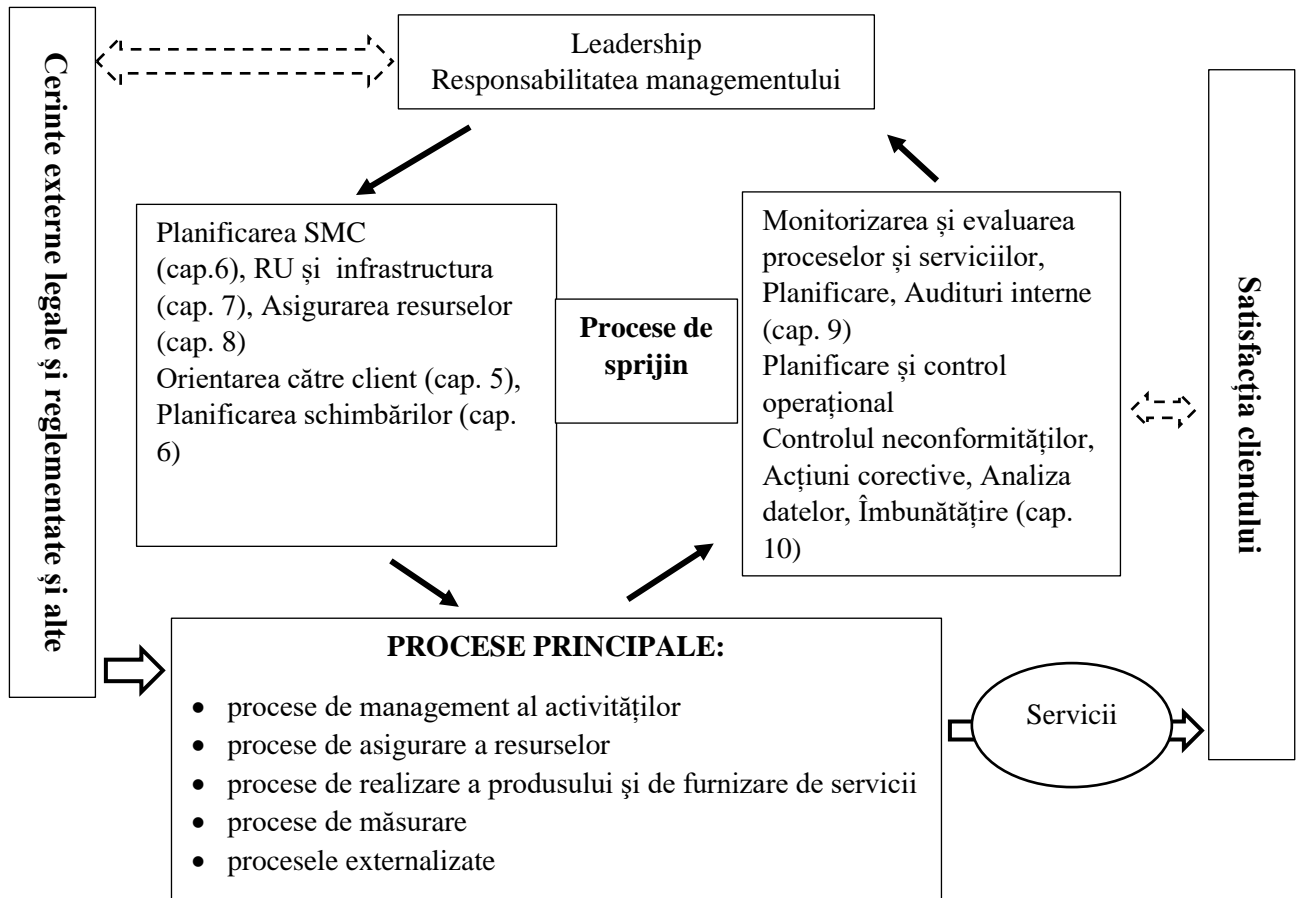 Cerinte externe legale și reglementate și alte
Leadership
Responsabilitatea managementului
Planificarea SMC
(cap.6), RU și infrastructura
(cap. 7), Asigurarea resurselor
(cap. 8)
Orientarea către client (cap. 5),
Planificarea schimbărilor (cap.
6)
Procese de
sprijin
Monitorizarea și evaluarea
proceselor și serviciilor,
Planificare, Audituri interne
(cap. 9)
Planificare și control
operațional
Controlul neconformităților,
Acțiuni corective, Analiza
datelor, Îmbunătățire (cap.
10)
Satisfacția clientului
PROCESE PRINCIPALE:
• procese de management al activităților
• procese de asigurare a resurselor
• procese de realizare a produsului şi de furnizare de servicii
• procese de măsurare
• procesele externalizate
Servicii